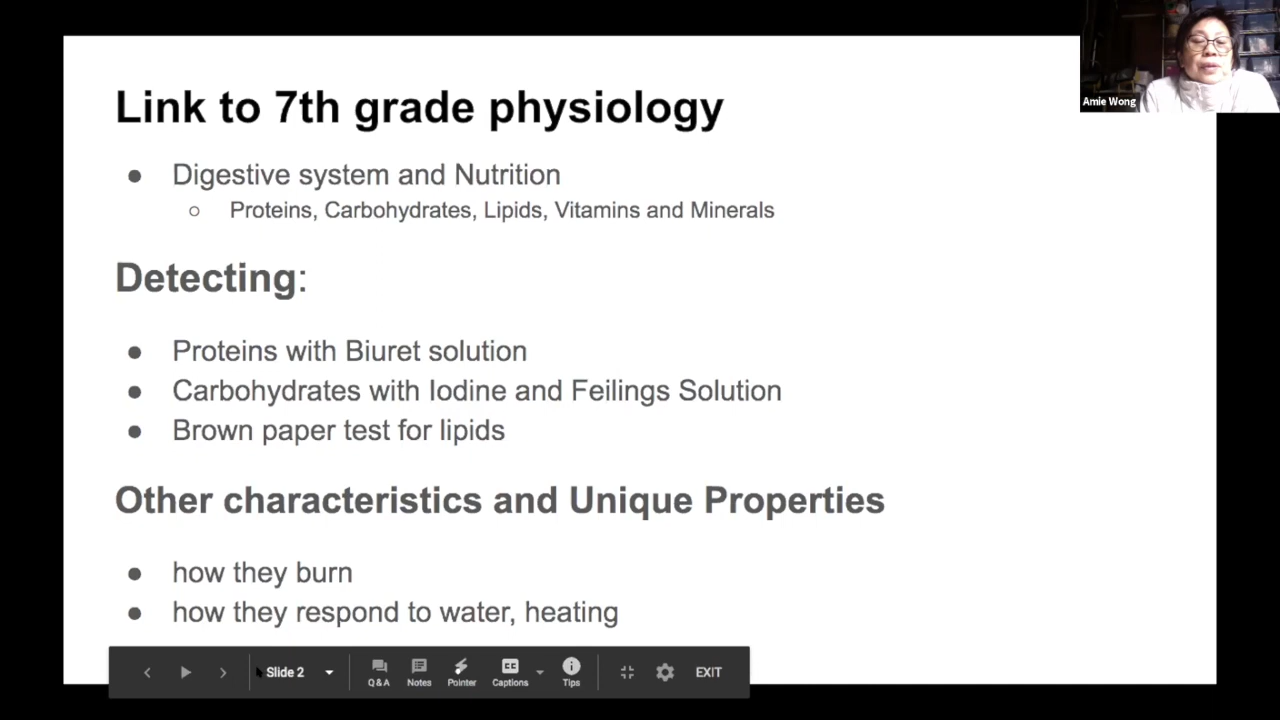 Link to 7th grade physiology
● Digestive system and Nutrition
○ Proteins, Carbohydrates, Lipids, Vitamins and Minerals
Detecting:
● Proteins with Biuret solution
● Carbohydrates with Iodine and Feilings Solution
● Brown paper test for lipids
Other characteristics and Unique Properties
● how they burn
● how they respond to water, heating
Amie Wong
Slide 2
Q&A
Notes
Pointer
CC
Captions
Tips
EXIT